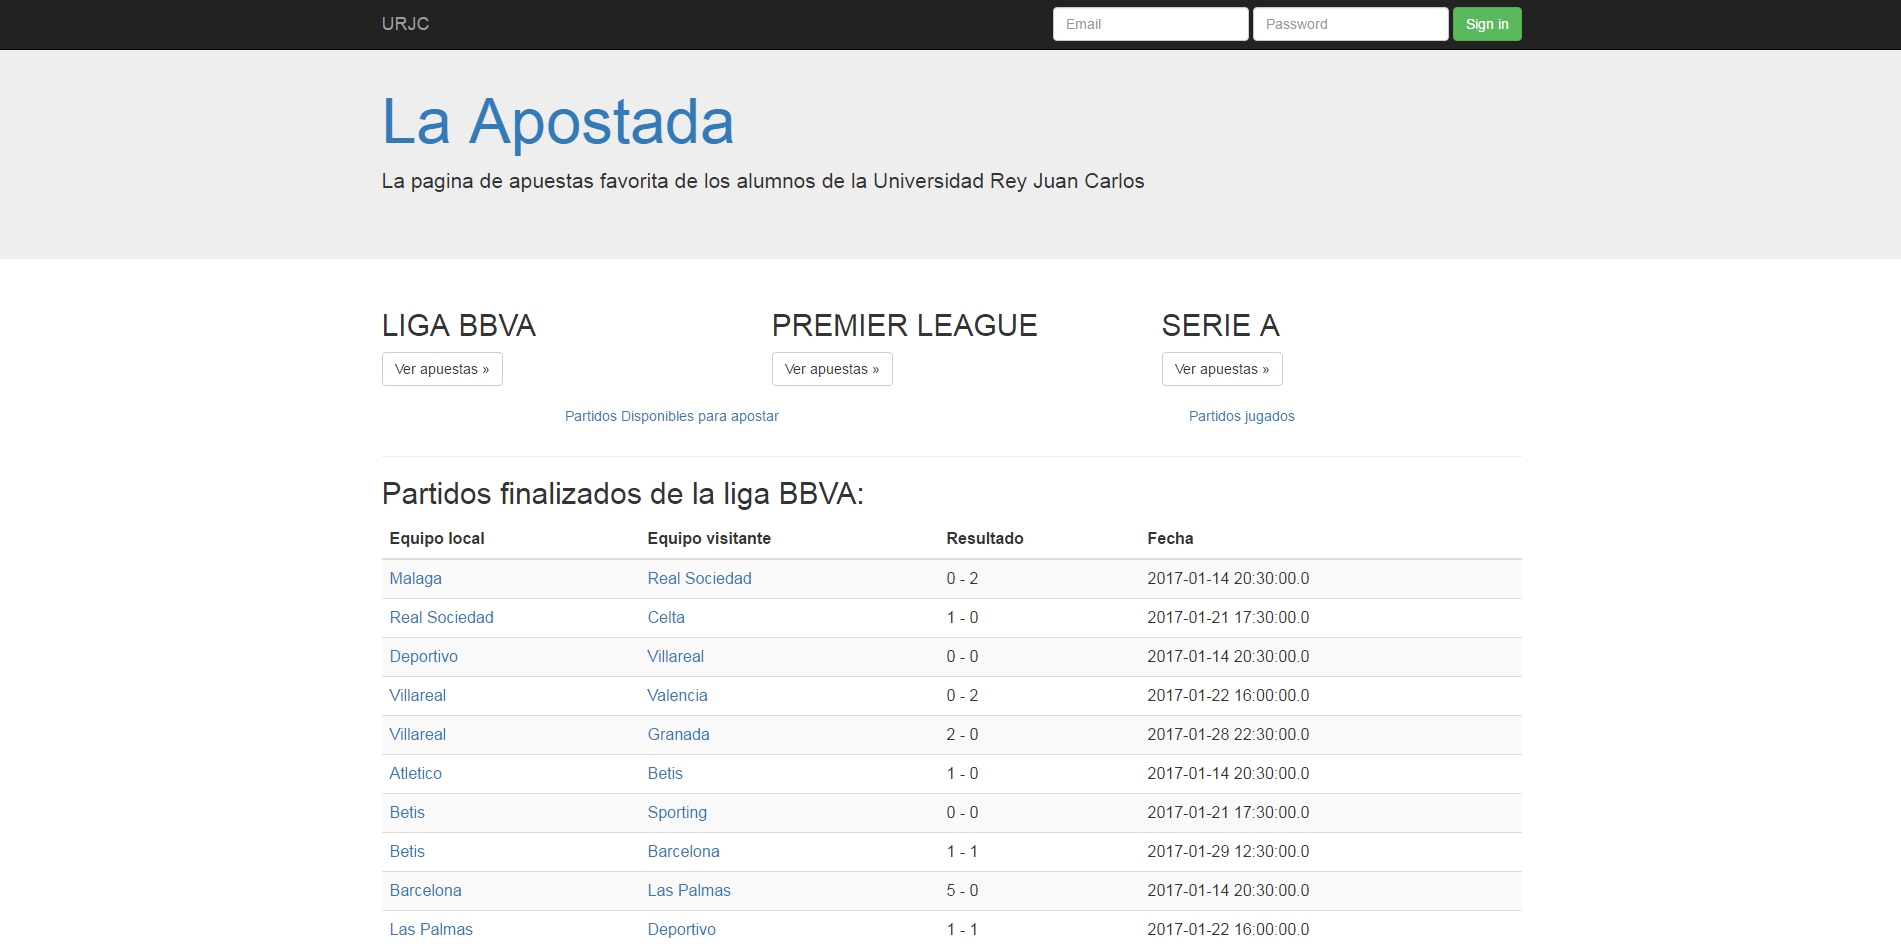 URJC Email Password Sign in
La Apostada
La pagina de apuestas favorita de los alumnos de la Universidad Rey Juan Carlos
LIGA BBVA PREMIER LEAGUE SERIE A
Ver apuestas » Ver apuestas » Ver apuestas »
Partidos Disponibles para apostar Partidos jugados
Partidos finalizados de la liga BBVA:
Equipo local Equipo visitante Resultado Fecha
Malaga Real Sociedad 0 - 2 2017-01-14 20:30:00.0
Real Sociedad Celta 1 - 0 2017-01-21 17:30:00.0
Deportivo Villareal 0 - 0 2017-01-14 20:30:00.0
Villareal Valencia 0 - 2 2017-01-22 16:00:00.0
Villareal Granada 2 - 0 2017-01-28 22:30:00.0
Atletico Betis 1 - 0 2017-01-14 20:30:00.0
Betis Sporting 0 - 0 2017-01-21 17:30:00.0
Betis Barcelona 1 - 1 2017-01-29 12:30:00.0
Barcelona Las Palmas 5 - 0 2017-01-14 20:30:00.0
Las Palmas Deportivo 1 - 1 2017-01-22 16:00:00.0